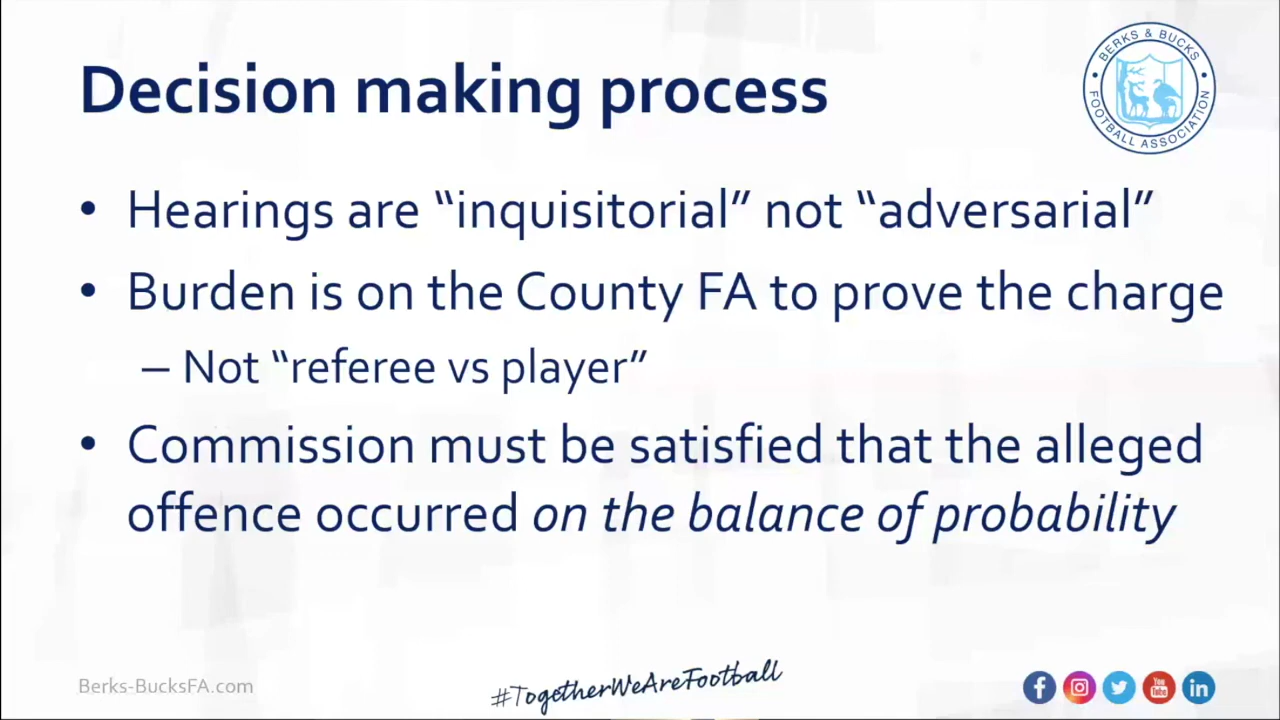 Decision making process
BERKS & BUCKS
FOOTBALL ASSOCIATION
• Hearings are “inquisitorial” not “adversarial”
• Burden is on the County FA to prove the charge
– Not “referee vs player”
• Commission must be satisfied that the alleged
offence occurred on the balance of probability
Berks-BucksFA.com
#TogetherWeAreFootball
You
Tube